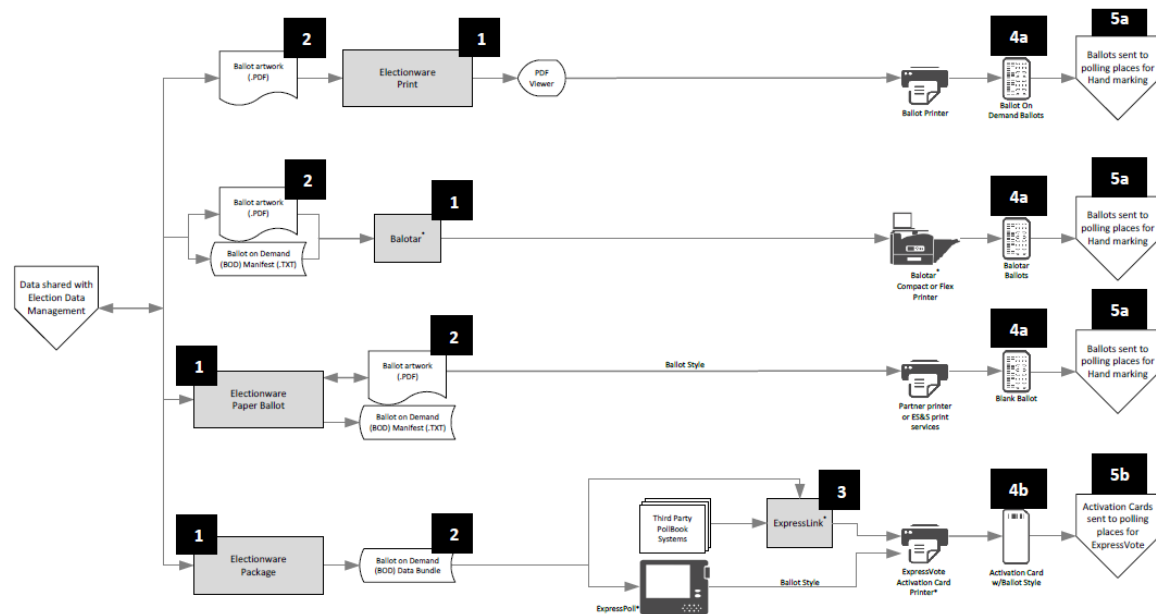 2
1
4a
5a
Ballot artwork
(.PDF)
Electionware
Print
PDF
Viewer
Ballot Printer
Ballot On
Demand Ballots
Ballots sent to
polling places for
Hand marking
2
1
4a
5a
Ballot artwork
(.PDF)
Ballot on Demand
(BOD) Manifest (.TXT)
Balotar*
Balotar*
Compact or Flex
Printer
Balotar
Ballots
Ballots sent to
polling places for
Hand marking
Data shared with
Election Data
Management
1
2
4a
5a
Electionware
Paper Ballot
Ballot artwork
(.PDF)
Ballot on Demand
(BOD) Manifest (.TXT)
Ballot Style
Partner printer
or ES&S print
services
Blank Ballot
Ballots sent to
polling places for
Hand marking
1
2
3
4b
5b
Electionware
Package
Ballot on Demand
(BOD) Data Bundle
Third Party
PollBook
Systems
ExpressLink*
ExpressPoll*
Ballot Style
ExpressVote
Activation Card
Printer*
Activation Card
w/Ballot Style
Activation Cards
sent to polling
places for
ExpressVote